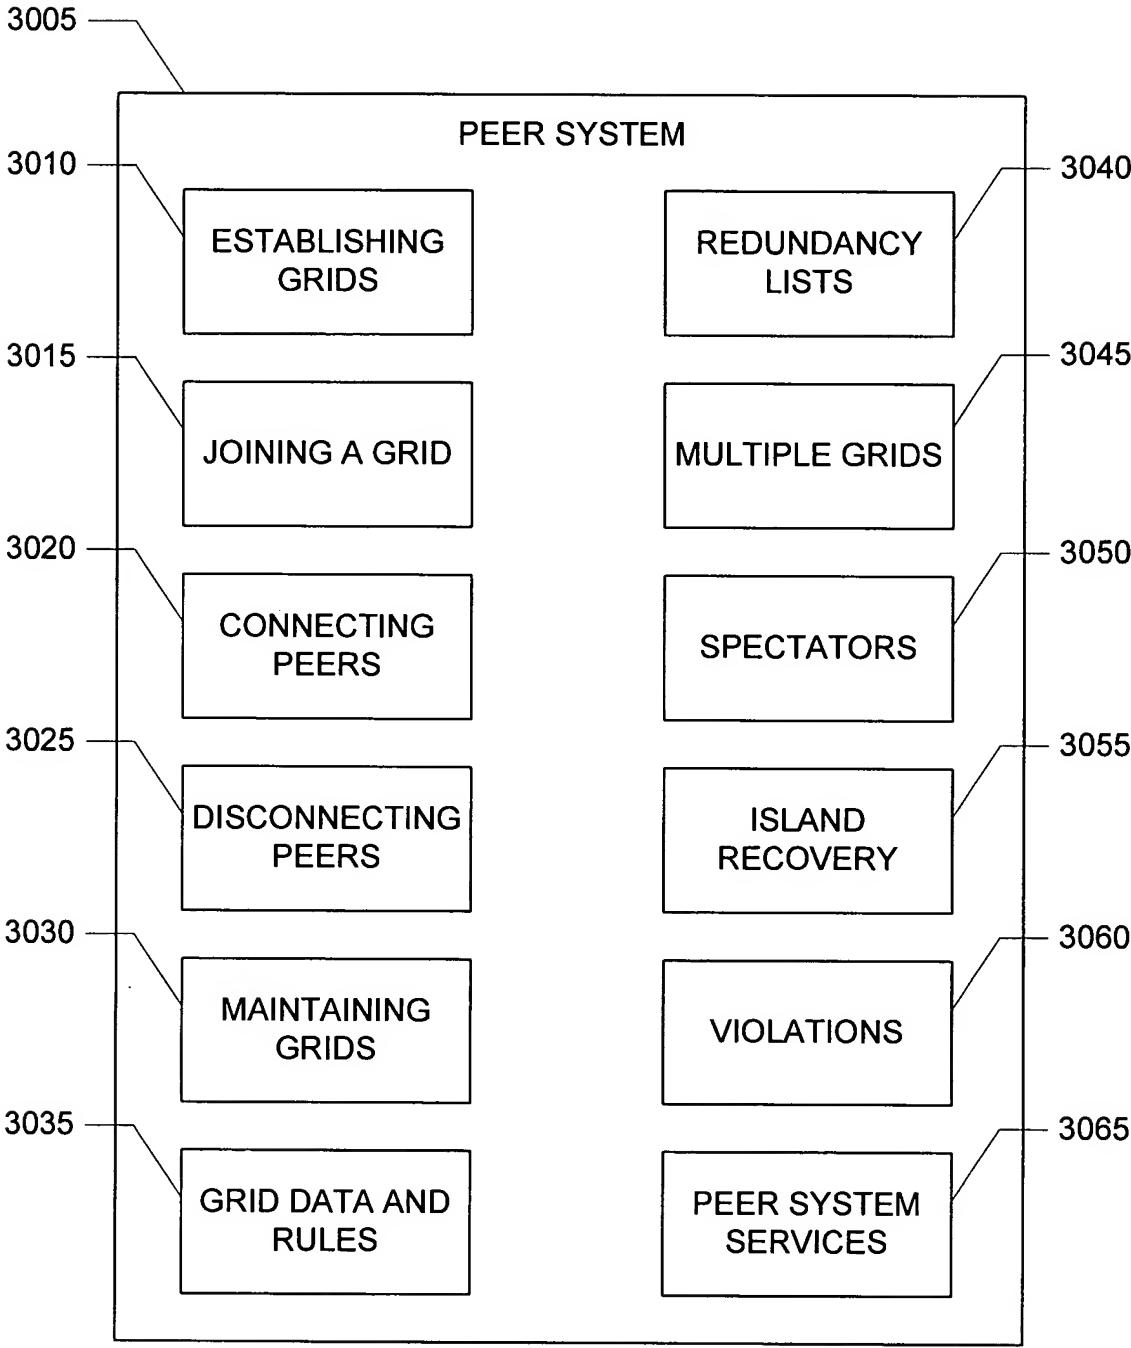 3005
PEER SYSTEM
3010
ESTABLISHING
GRIDS
3015
JOINING A GRID
3020
CONNECTING
PEERS
3025
DISCONNECTING
PEERS
3030
MAINTAINING
GRIDS
3035
GRID DATA AND
RULES
3040
REDUNDANCY
LISTS
3045
MULTIPLE GRIDS
3050
SPECTATORS
3055
ISLAND
RECOVERY
3060
VIOLATIONS
3065
PEER SYSTEM
SERVICES